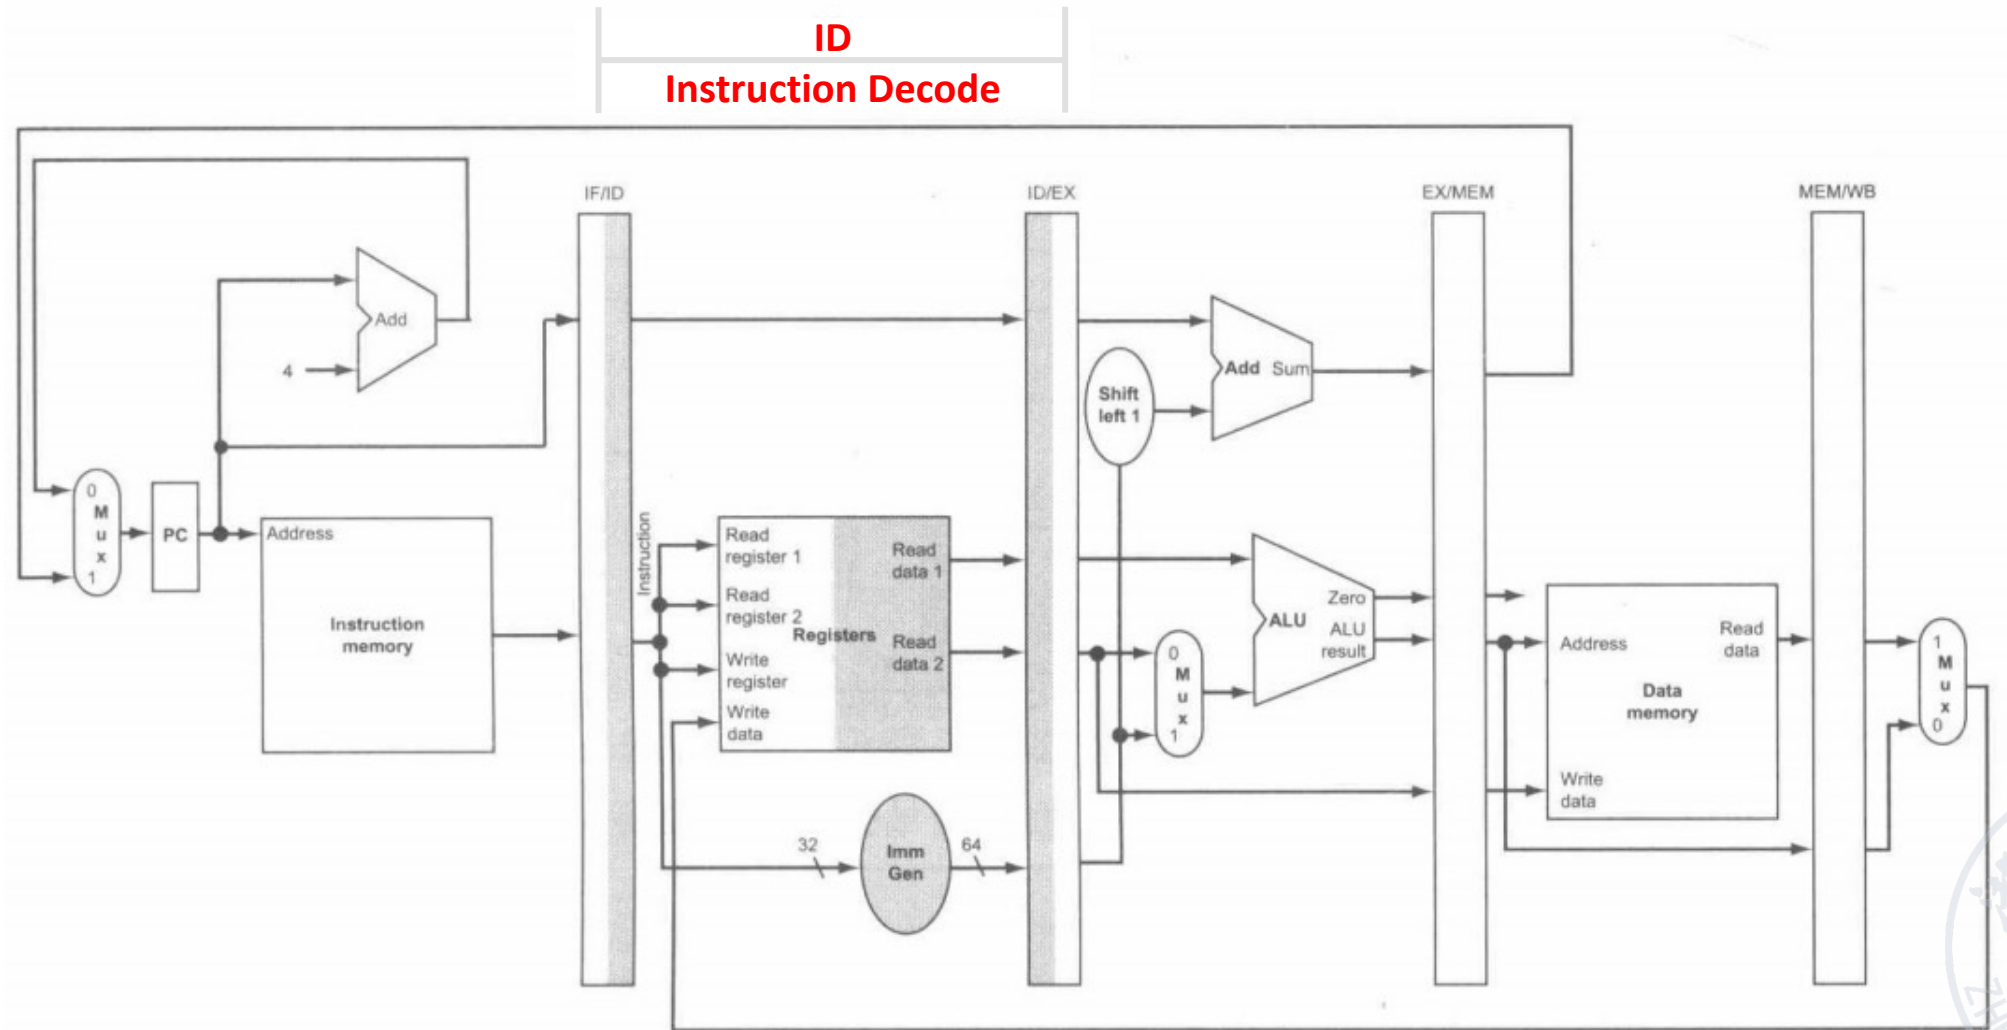 ID
Instruction Decode
IF/ID
ID/EX
EX/MEM
MEM/WB
Add
4
Shift
left 1
Add Sum
0
M
u
x
1
PC
Address
Instruction
memory
Instruction
Read
register 1
Read
register 2
Write
register
Write
data
Registers
Read
data 1
Read
data 2
32
Imm
Gen
64
0
M
u
x
1
Zero
ALU
ALU
result
Address
Read
data
Data
memory
Write
data
1
M
u
x
0